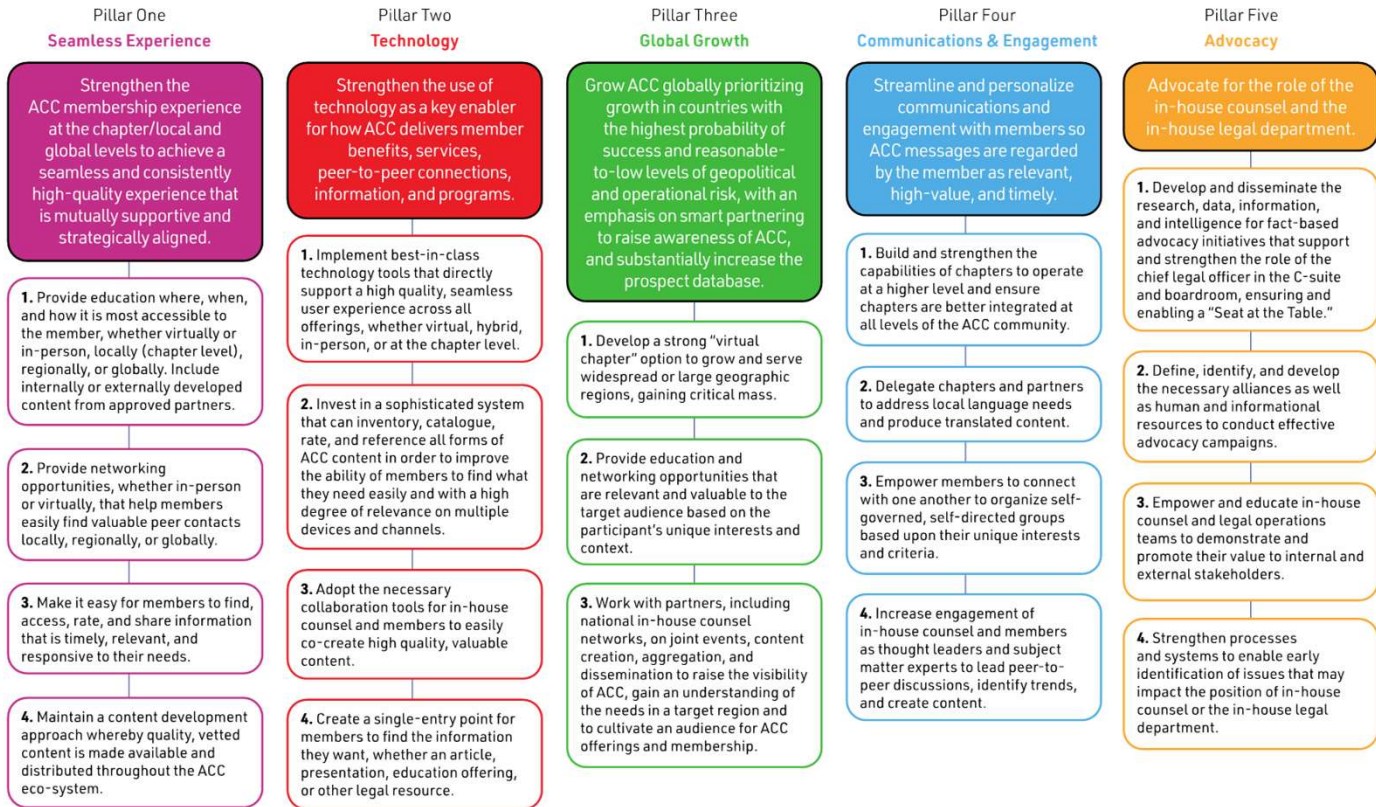 Pillar One
Seamless Experience
Strengthen the
ACC membership experience
at the chapter/local and
global levels to achieve a
seamless and consistently
high-quality experience that
is mutually supportive and
strategically aligned.
1. Provide education where, when,
and how it is most accessible
to the member, whether virtually or
in-person, locally (chapter level),
regionally, or globally. Include
internally or externally developed
content from approved partners.
2. Provide networking
opportunities, whether in-person
or virtually, that help members
easily find valuable peer contacts
locally, regionally, or globally.
3. Make it easy for members to find,
access, rate, and share information
that is timely, relevant, and
responsive to their needs.
4. Maintain a content development
approach whereby quality, vetted
content is made available and
distributed throughout the ACC
eco-system.
Pillar Two
Technology
Strengthen the use of
technology as a key enabler
for how ACC delivers member
benefits, services,
peer-to-peer connections,
information, and programs.
1. Implement best-in-class
technology tools that directly
support a high quality, seamless
user experience across all
offerings, whether virtual, hybrid,
in-person, or at the chapter level.
2. Invest in a sophisticated system
that can inventory, catalogue,
rate, and reference all forms of
ACC content in order to improve
the ability of members to find what
they need easily and with a high
degree of relevance on multiple
devices and channels.
3. Adopt the necessary
collaboration tools for in-house
counsel and members to easily
co-create high quality, valuable
content.
4. Create a single-entry point for
members to find the information
they want, whether an article,
presentation, education offering,
or other legal resource.
Pillar Three
Global Growth
Grow ACC globally prioritizing
growth in countries with
the highest probability of
success and reasonable-
to-low levels of geopolitical
and operational risk, with an
emphasis on smart partnering
to raise awareness of ACC,
and substantially increase the
prospect database.
1. Develop a strong “virtual
chapter” option to grow and serve
widespread or large geographic
regions, gaining critical mass.
2. Provide education and
networking opportunities that
are relevant and valuable to the
target audience based on the
participant’s unique interests and
context.
3. Work with partners, including
national in-house counsel
networks, on joint events, content
creation, aggregation, and
dissemination to raise the visibility
of ACC, gain an understanding of
the needs in a target region and
to cultivate an audience for ACC
offerings and membership.
Pillar Four
Communications & Engagement
Streamline and personalize
communications and
engagement with members so
ACC messages are regarded
by the member as relevant,
high-value, and timely.
1. Build and strengthen the
capabilities of chapters to operate
at a higher level and ensure
chapters are better integrated at
all levels of the ACC community.
2. Delegate chapters and partners
to address local language needs
and produce translated content.
3. Empower members to connect
with one another to organize self-
governed, self-directed groups
based upon their unique interests
and criteria.
4. Increase engagement of
in-house counsel and members
as thought leaders and subject
matter experts to lead peer-to-
peer discussions, identify trends,
and create content.
Pillar Five
Advocacy
Advocate for the role of the
in-house counsel and the
in-house legal department.
1. Develop and disseminate the
research, data, information,
and intelligence for fact-based
advocacy initiatives that support
and strengthen the role of the
chief legal officer in the C-suite
and boardroom, ensuring and
enabling a “Seat at the Table.”
2. Define, identify, and develop
the necessary alliances as well
as human and informational
resources to conduct effective
advocacy campaigns.
3. Empower and educate in-house
counsel and legal operations
teams to demonstrate and
promote their value to internal and
external stakeholders.
4. Strengthen processes
and systems to enable early
identification of issues that may
impact the position of in-house
counsel or the in-house legal
department.